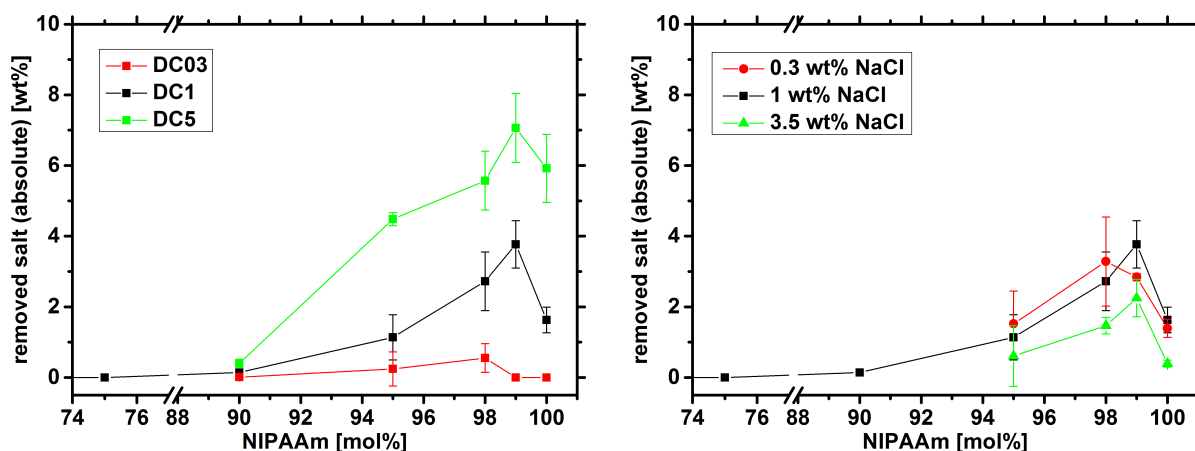 removed salt (absolute) [wt%]
10
8
6
4
2
0
DC03
DC1
DC5
74 76 88 90 92 94 96 98 100
NIPAAm [mol%]
removed salt (absolute) [wt%]
10
8
6
4
2
0
0.3 wt% NaCl
1 wt% NaCl
3.5 wt% NaCl
74 76 88 90 92 94 96 98 100
NIPAAm [mol%]